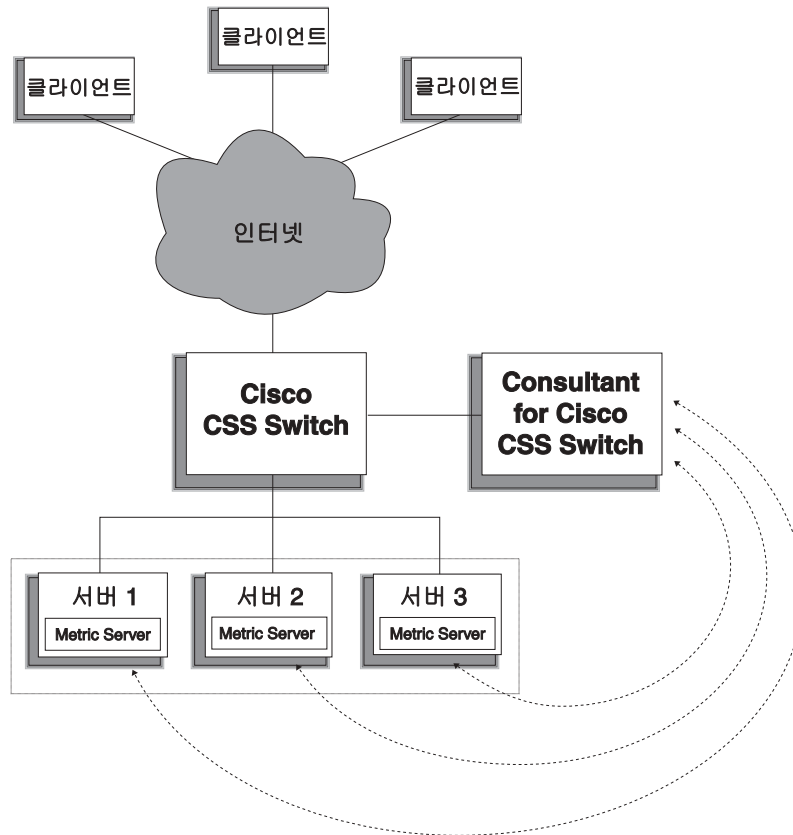 클라이언트
클라이언트
클라이언트
인터넷
Cisco
CSS Switch
Consultant
for Cisco
CSS Switch
서버 1
Metric Server
서버 2
Metric Server
서버 3
Metric Server